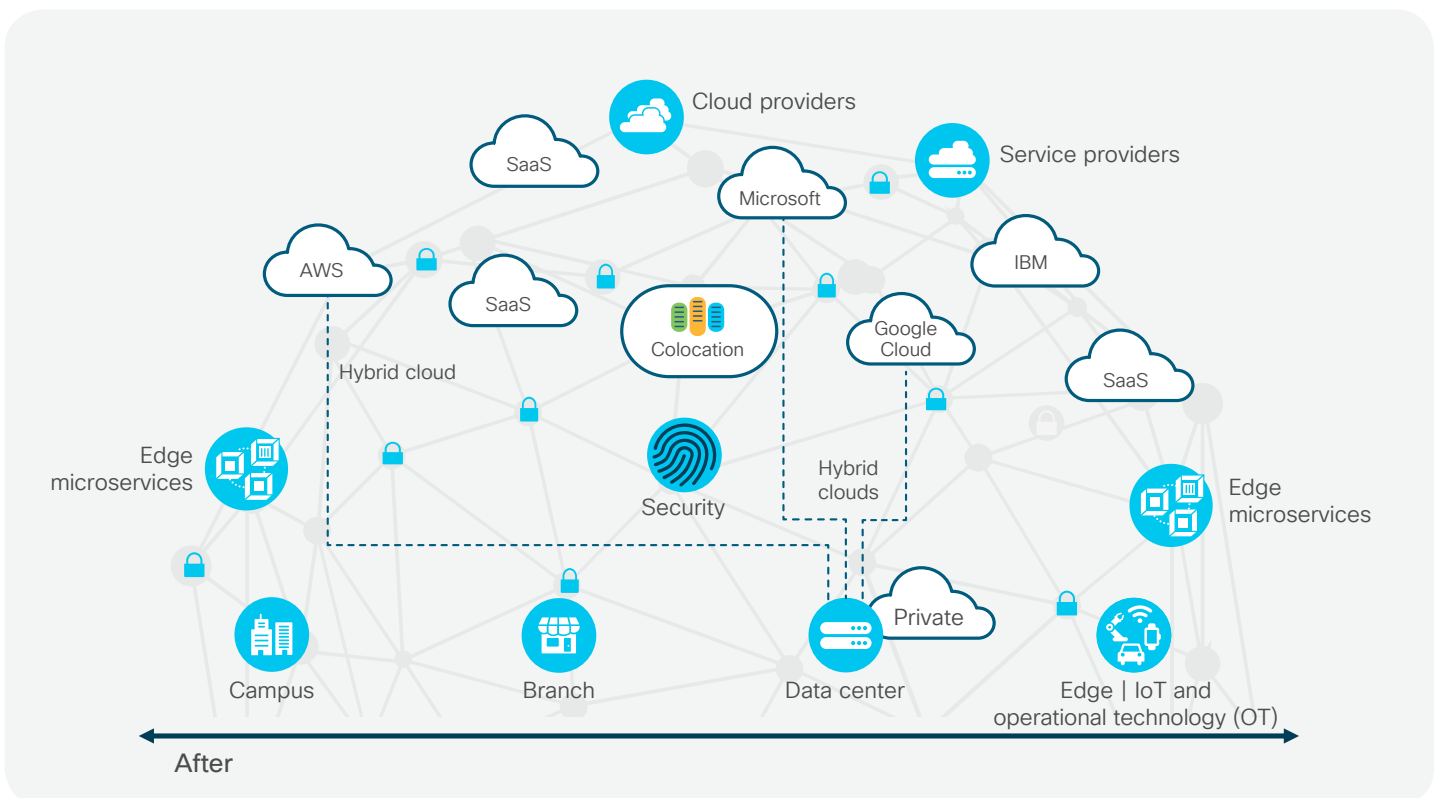 Cloud providers
SaaS
Service providers
Microsoft
AWS
IBM
SaaS
Google
Cloud
Colocation
Hybrid cloud
SaaS
Edge
microservices
Hybrid
clouds
Security
Edge
microservices
Private
Campus
Branch
Data center
Edge | IoT and
operational technology (OT)
After